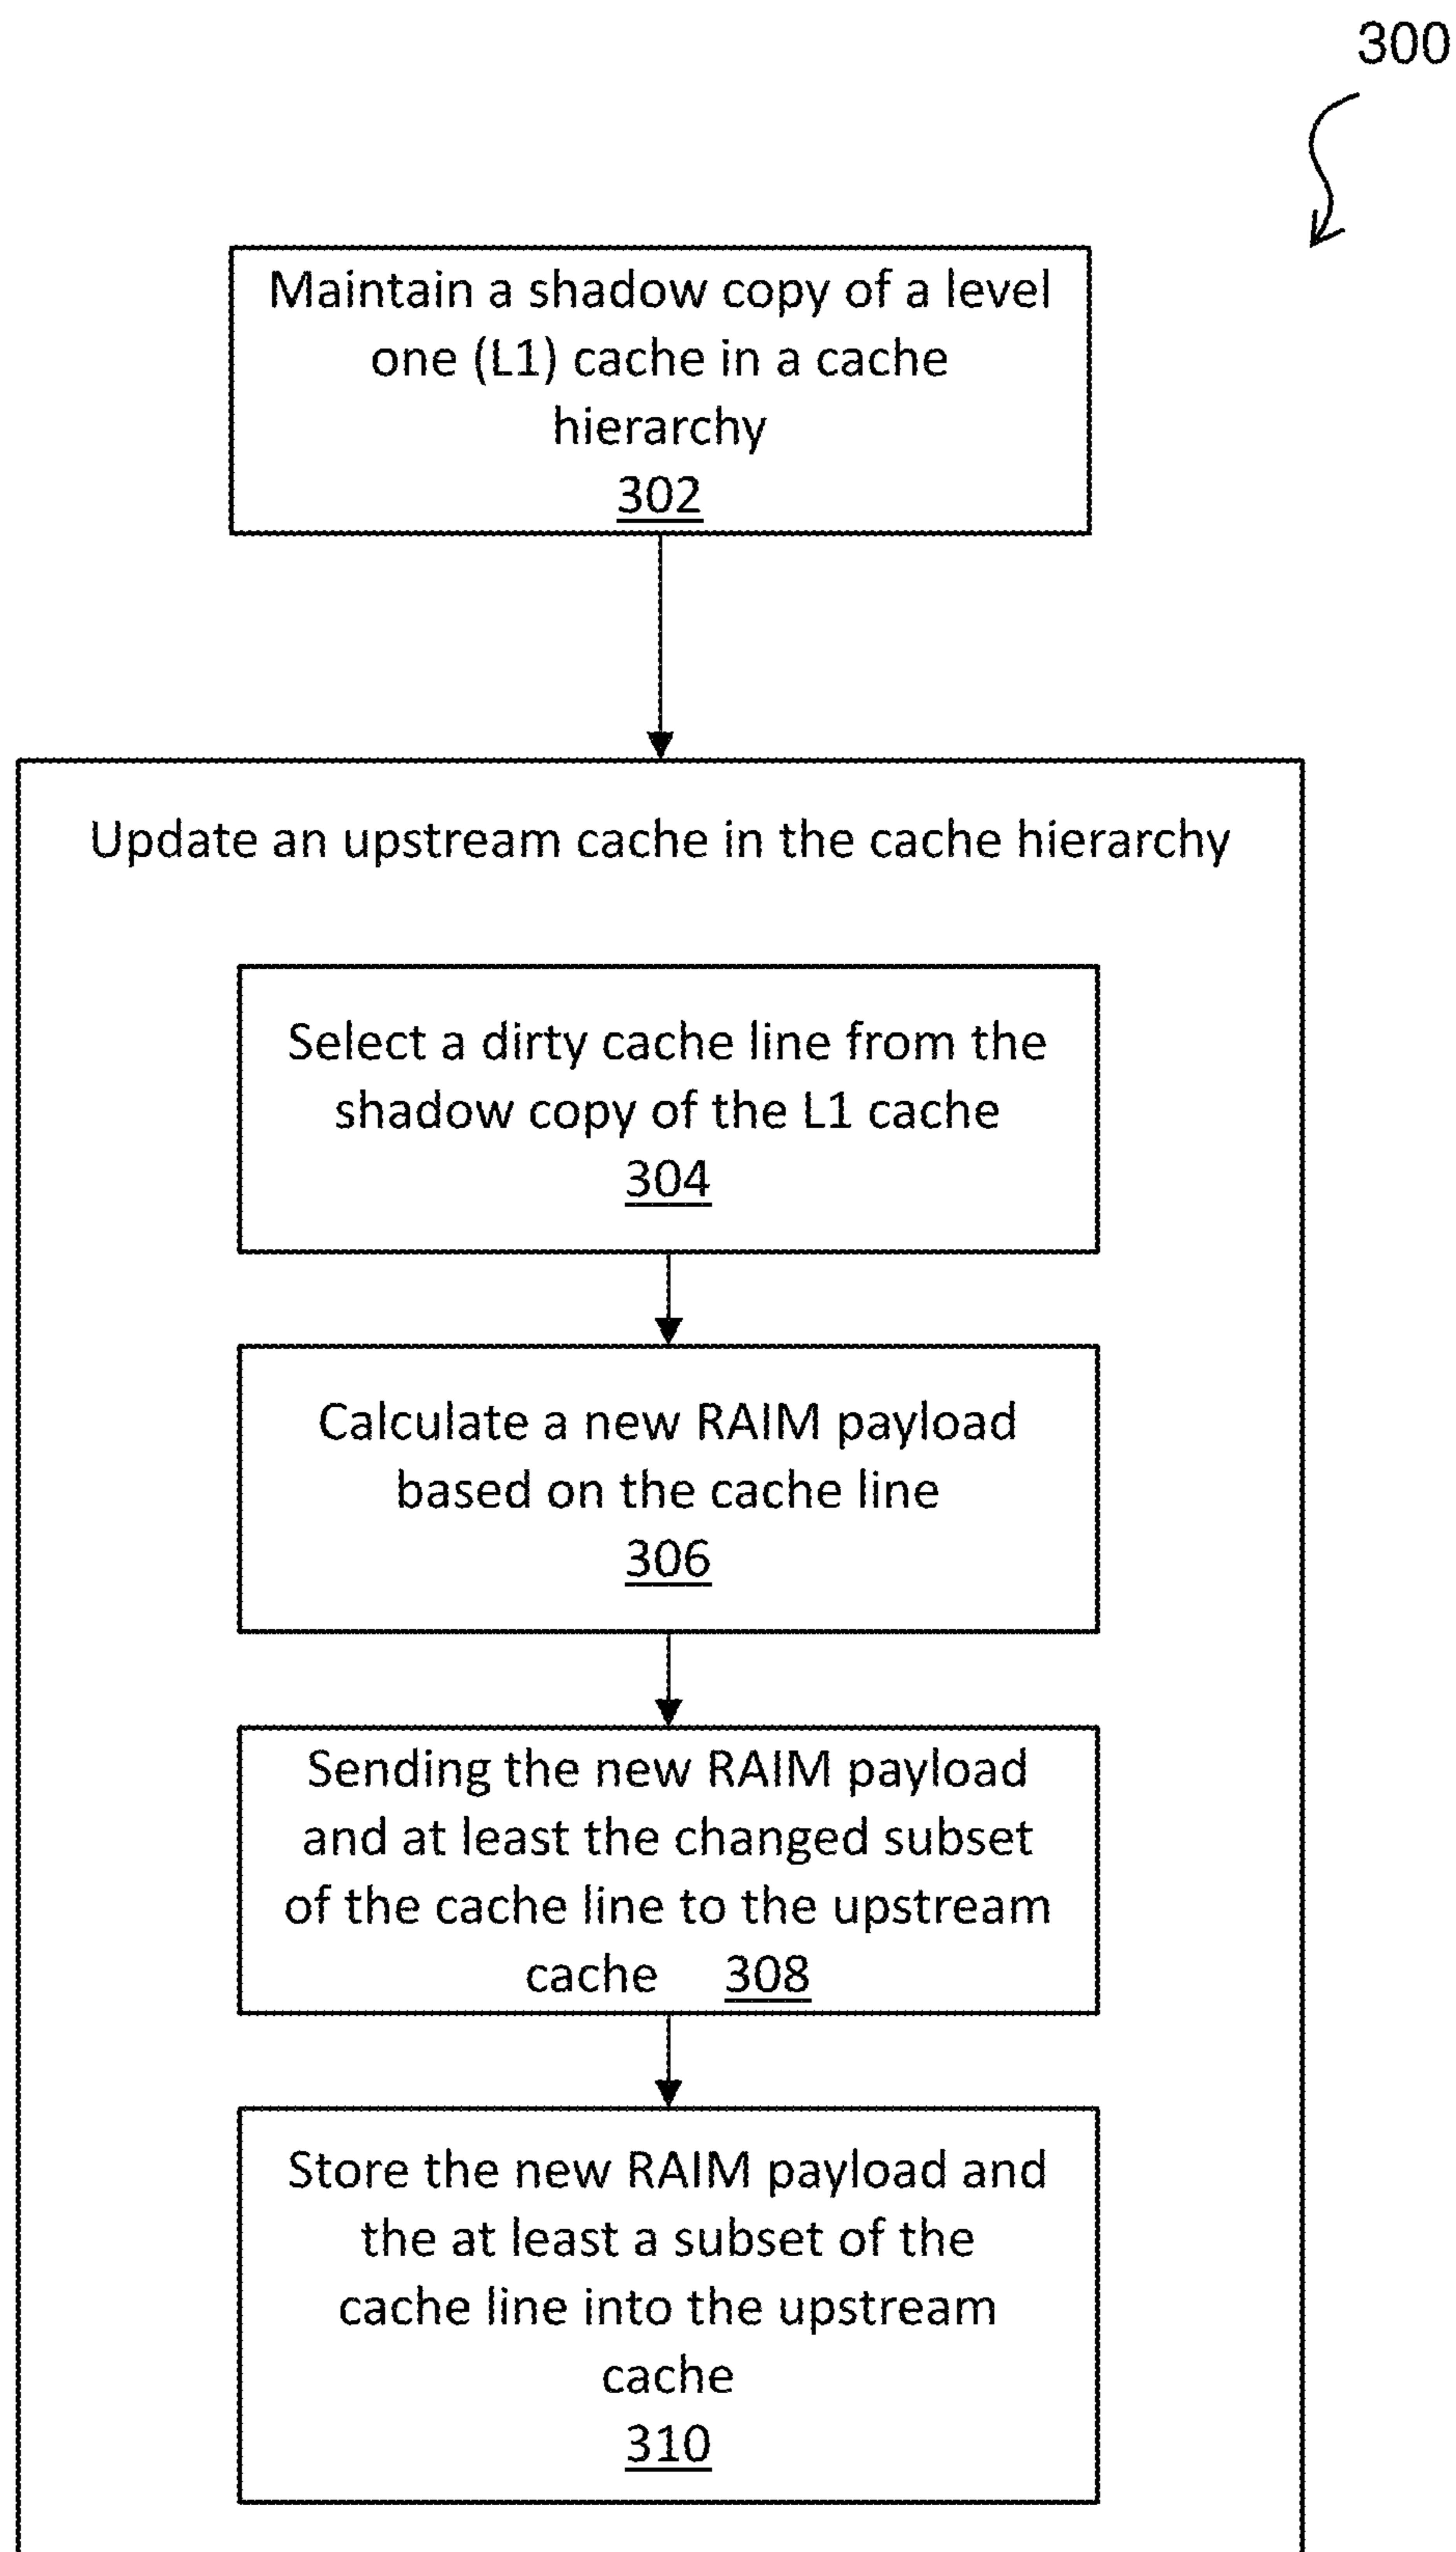 300
Maintain a shadow copy of a level
one (L1) cache in a cache
hierarchy
302
Update an upstream cache in the cache hierarchy
Select a dirty cache line from the
shadow copy of the L1 cache
304
Calculate a new RAIM payload
based on the cache line
306
Sending the new RAIM payload
and at least the changed subset
of the cache line to the upstream
cache 308
Store the new RAIM payload and
the at least a subset of the
cache line into the upstream
cache
310